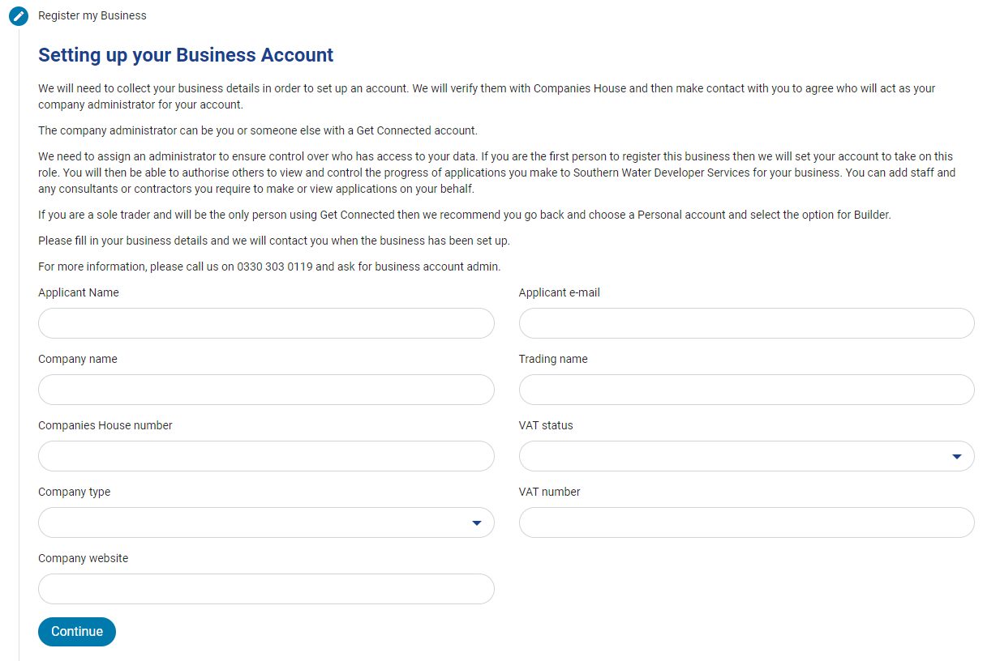 Register my Business
Setting up your Business Account
We will need to collect your business details in order to set up an account. We will verify them with Companies House and then make contact with you to agree who will act as your
company administrator for your account.
The company administrator can be you or someone else with a Get Connected account.
We need to assign an administrator to ensure control over who has access to your data. If you are the first person to register this business then we will set your account to take on this
role. You will then be able to authorise others to view and control the progress of applications you make to Southern Water Developer Services for your business. You can add staff and
any consultants or contractors you require to make or view applications on your behalf.
If you are a sole trader and will be the only person using Get Connected then we recommend you go back and choose a Personal account and select the option for Builder.
Please fill in your business details and we will contact you when the business has been set up.
For more information, please call us on 0330 303 0119 and ask for business account admin.
Applicant Name
Applicant e-mail
Company name
Trading name
Companies House number
VAT status
Company type
VAT number
Company website
Continue